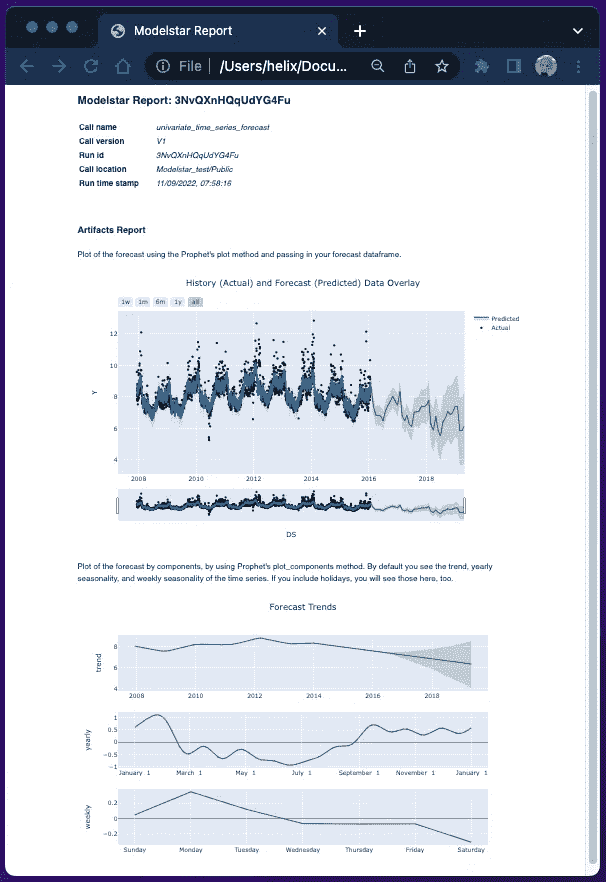 Modelstar Report
File | /Users/helix/Docu...
Modelstar Report: 3NvQXnHQqUdYG4Fu
Call name univariate_time_series_forecast
Call version V1
Run id 3NvQXnHQqUdYG4Fu
Call location Modelstar_test/Public
Run time stamp 11/09/2022, 07:58:16
Artifacts Report
Plot of the forecast using the Prophet's plot method and passing in your forecast dataframe.
History (Actual) and Forecast (Predicted) Data Overlay
1w 1m 6m 1y all
Predicted
Actual
12
10
8
6
4
Y
2008 2010 2012 2014 2016 2018
DS
Plot of the forecast by components, by using Prophet's plot_components method. By default you see the trend, yearly
seasonality, and weekly seasonality of the time series. If you include holidays, you will see those here, too.
Forecast Trends
trend
8
6
4
2008 2010 2012 2014 2016 2018
yearly
1
0.5
0
−0.5
−1
January 1 March 1 May 1 July 1 September 1 November 1 January 1
weekly
0.2
0
−0.2
Sunday Monday Tuesday Wednesday Thursday Friday Saturday